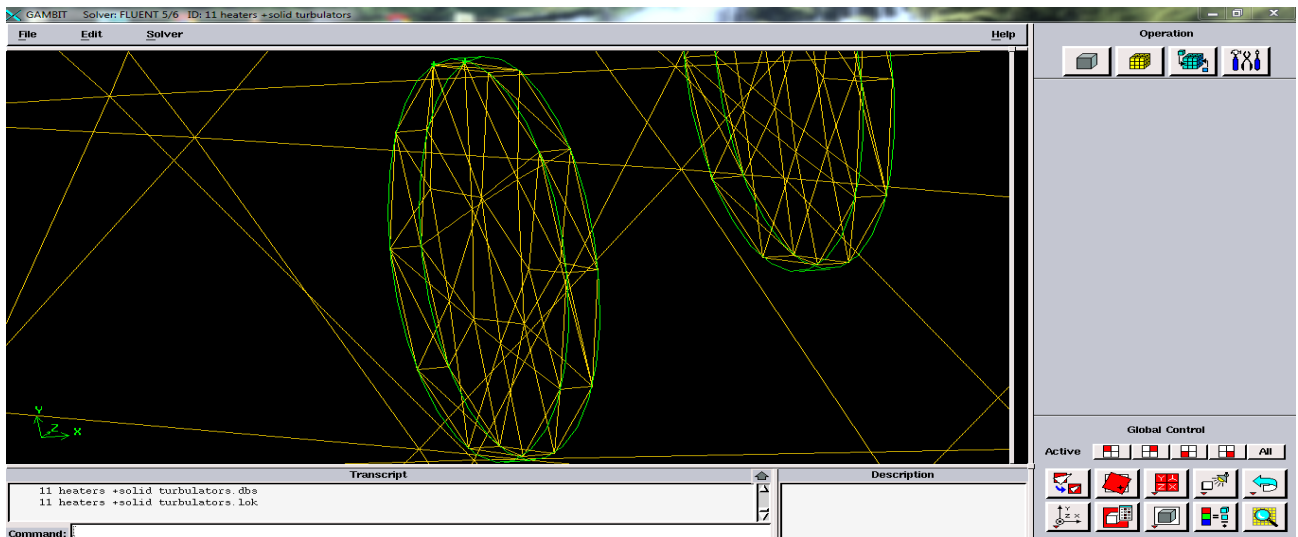 GAMBIT Solver: FLUENT 5/6 ID: 11 heaters +solid turbulators
File Edit Solver Help
Operation
Y
Z X
Global Control
Active All
Transcript Description
11 heaters +solid turbulators.dbs
11 heaters +solid turbulators.lok
Command: